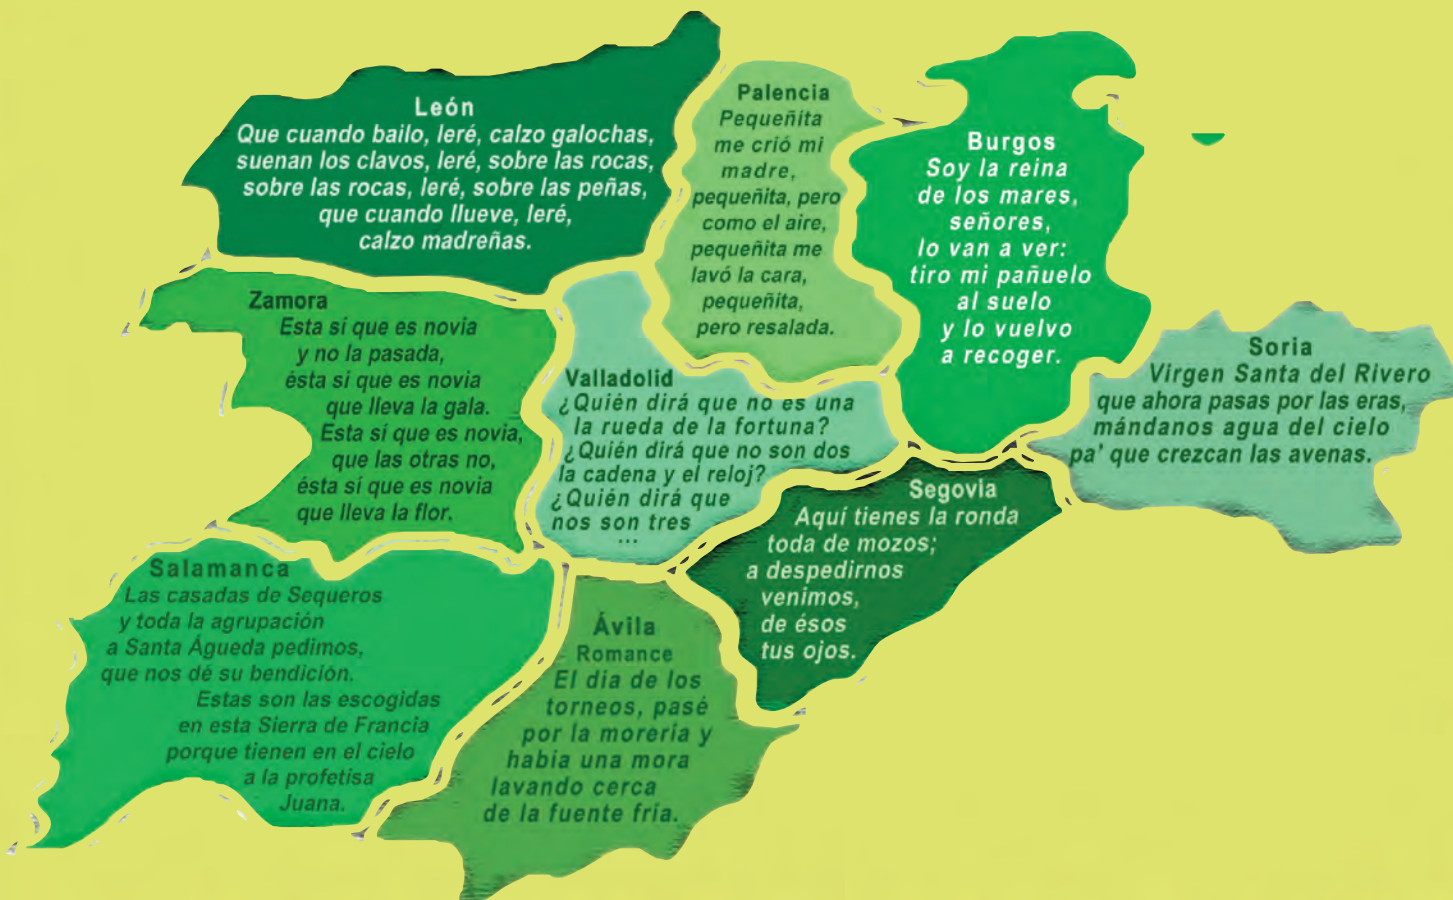 León
Que cuando bailo, leré, calzo galochas,
suenan los clavos, leré, sobre las rocas,
sobre las rocas, leré, sobre las peñas,
que cuando llueve, leré,
calzo madreñas.
Palencia
Pequeñita
me crió mi
madre,
pequeñita, pero
como el aire,
pequeñita me
lavó la cara,
pequeñita,
pero resalada.
Burgos
Soy la reina
de los mares,
señores,
lo van a ver:
tiro mi pañuelo
al suelo
y lo vuelvo
a recoger.
Zamora
Esta sí que es novia
y no la pasada,
ésta sí que es novia
que lleva la gala.
Esta sí que es novia,
que las otras no,
ésta sí que es novia
que lleva la flor.
Valladolid
¿Quién dirá que no es una
la rueda de la fortuna?
¿Quién dirá que no son dos
la cadena y el reloj?
¿Quién dirá que
nos son tres
...
Soria
Virgen Santa del Rivero
que ahora pasas por las eras,
mándanos agua del cielo
pa' que crezcan las avenas.
Segovia
Aquí tienes la ronda
toda de mozos;
a despedirnos
venimos,
de ésos
tus ojos.
Salamanca
Las casadas de Sequeros
y toda la agrupación
a Santa Águeda pedimos,
que nos dé su bendición.
Estas son las escogidas
en esta Sierra de Francia
porque tienen en el cielo
a la profetisa
Juana.
Ávila
Romance
El día de los
torneos, pasé
por la morería y
había una mora
lavando cerca
de la fuente fría.